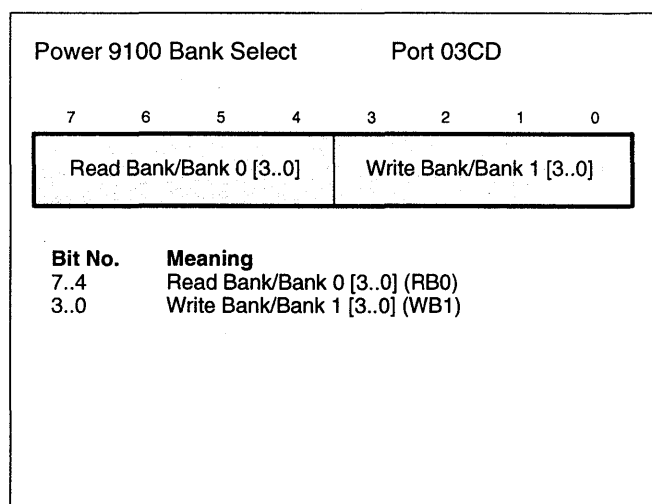 Power 9100 Bank Select Port 03CD
7 6 5 4 3 2 1 0
Read Bank/Bank 0 [3..0] Write Bank/Bank 1 [3..0]
Bit No. Meaning
7..4 Read Bank/Bank 0 [3..0] (RB0)
3..0 Write Bank/Bank 1 [3..0] (WB1)